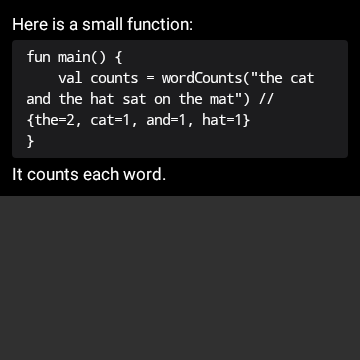 Here is a small function:
fun main() {
    val counts = wordCounts("the cat
and the hat sat on the mat") //
{the=2, cat=1, and=1, hat=1}
}
It counts each word.